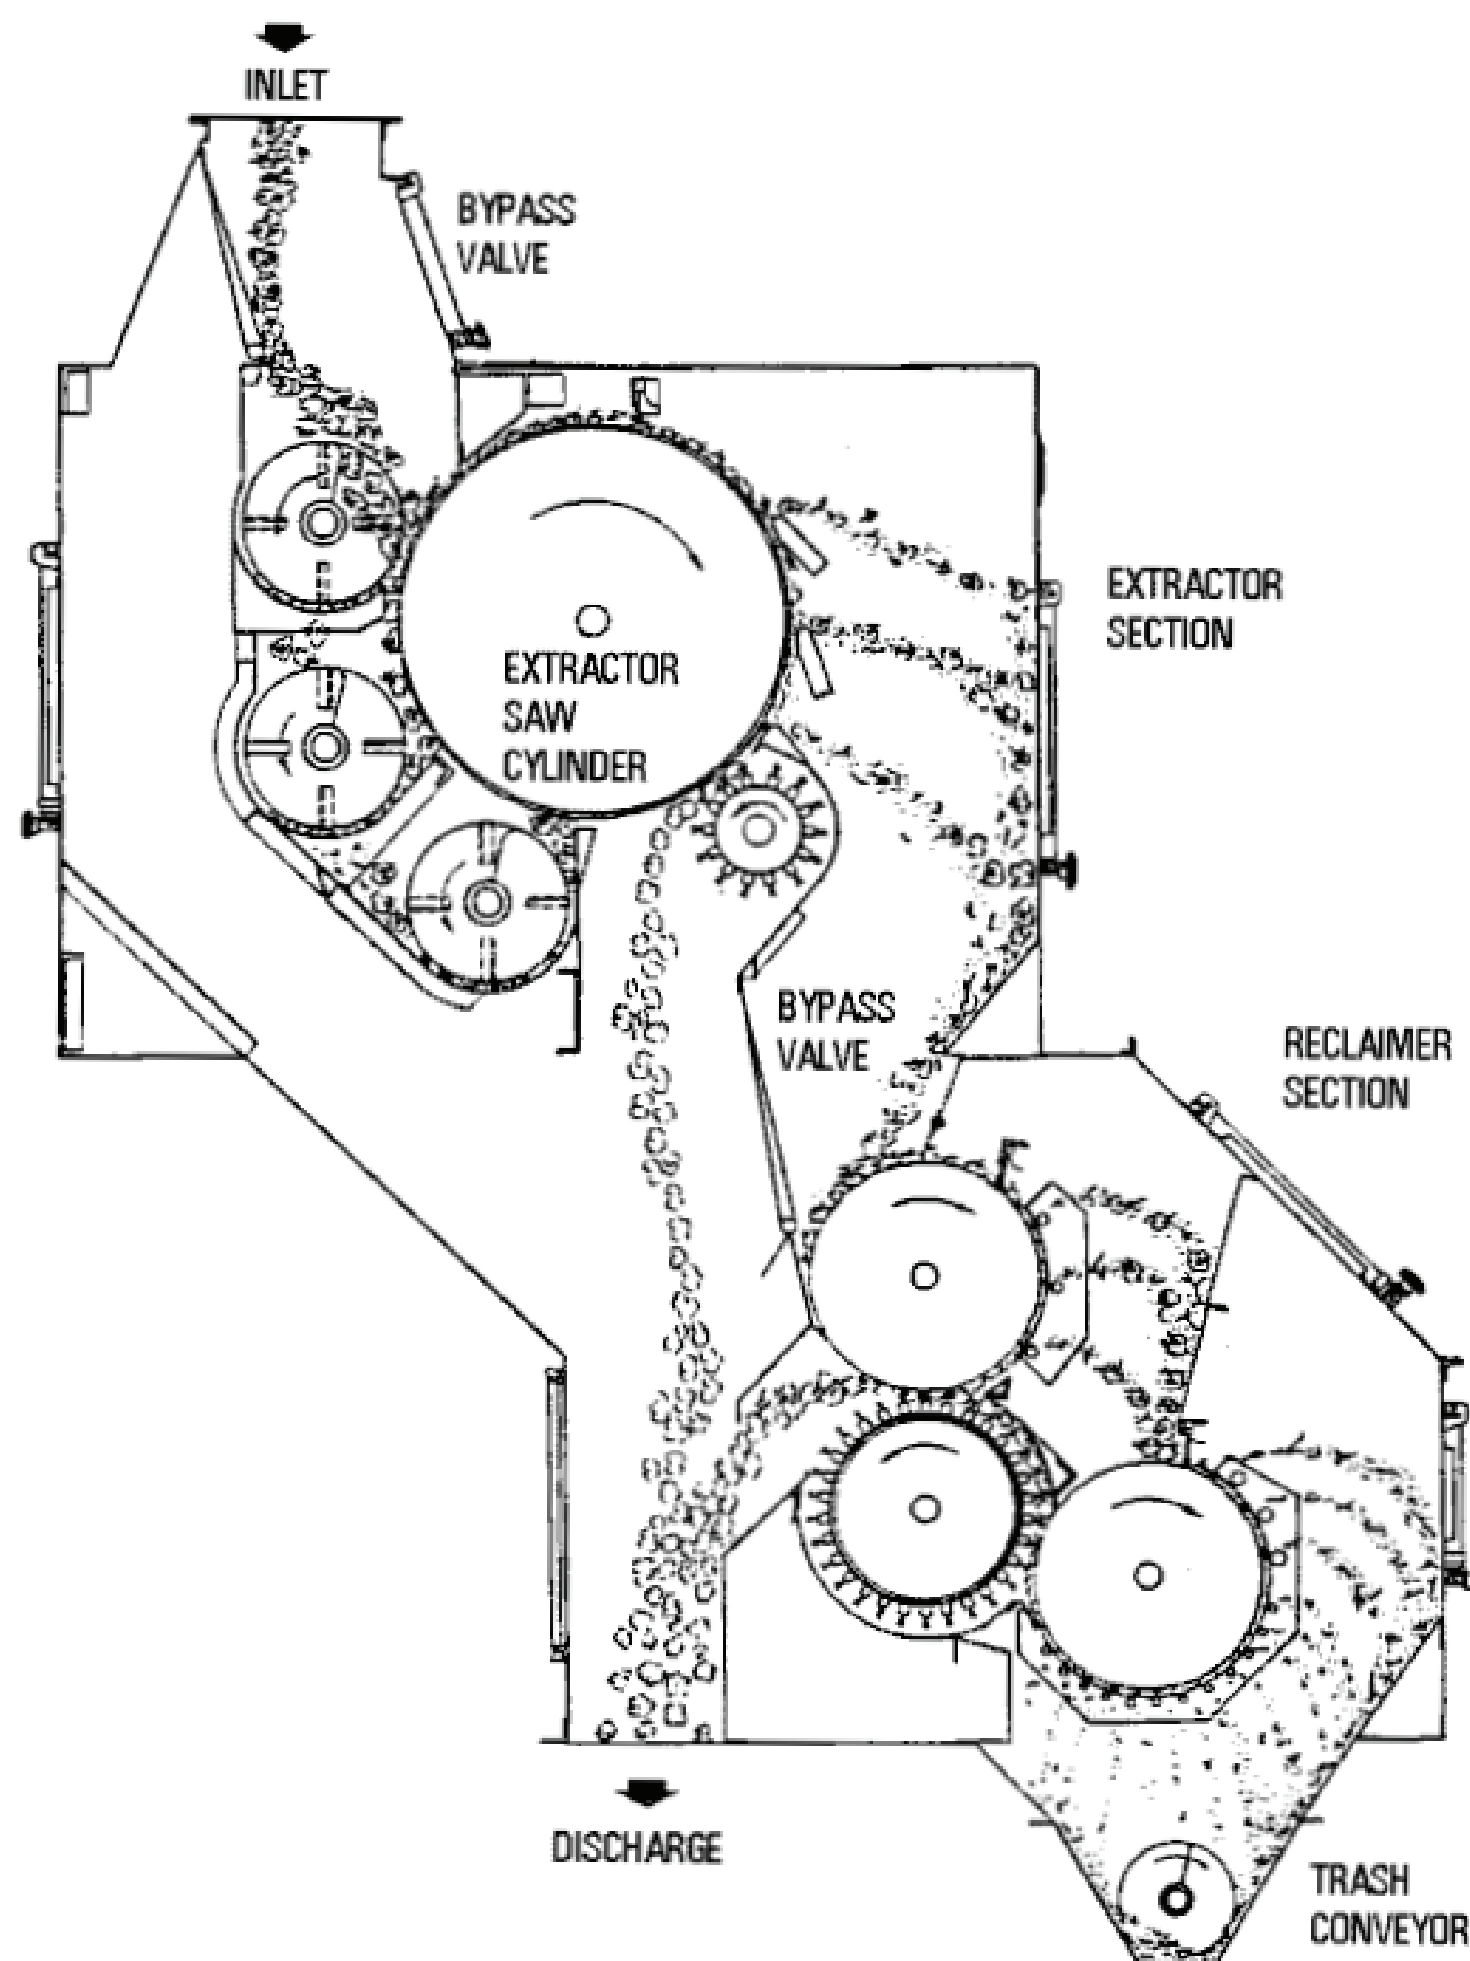 INLET
BYPASS
VALVE
EXTRACTOR
SECTION
EXTRACTOR
SAW
CYLINDER
BYPASS
VALVE
RECLAIMER
SECTION
DISCHARGE
TRASH
CONVEYOR